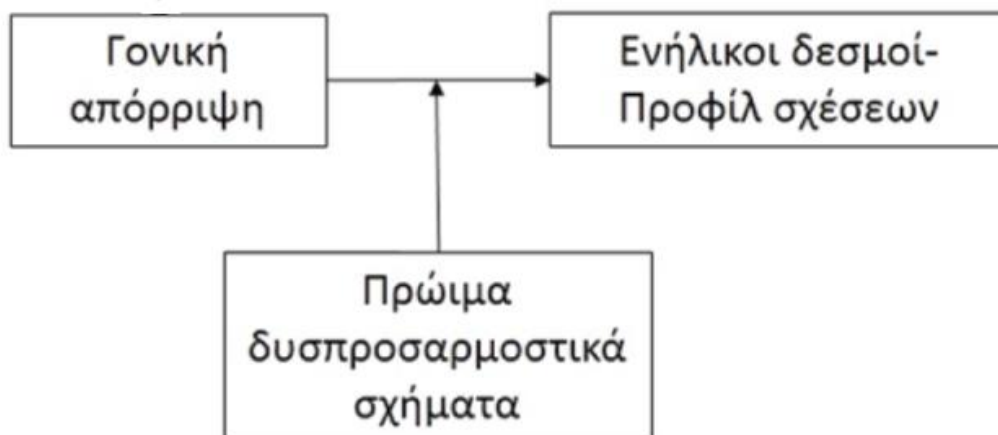 Γονική
απόρριψη
Ενήλικοι δεσμοί-
Προφίλ σχέσεων
Πρώιμα
δυσπροσαρμοστικά
σχήματα